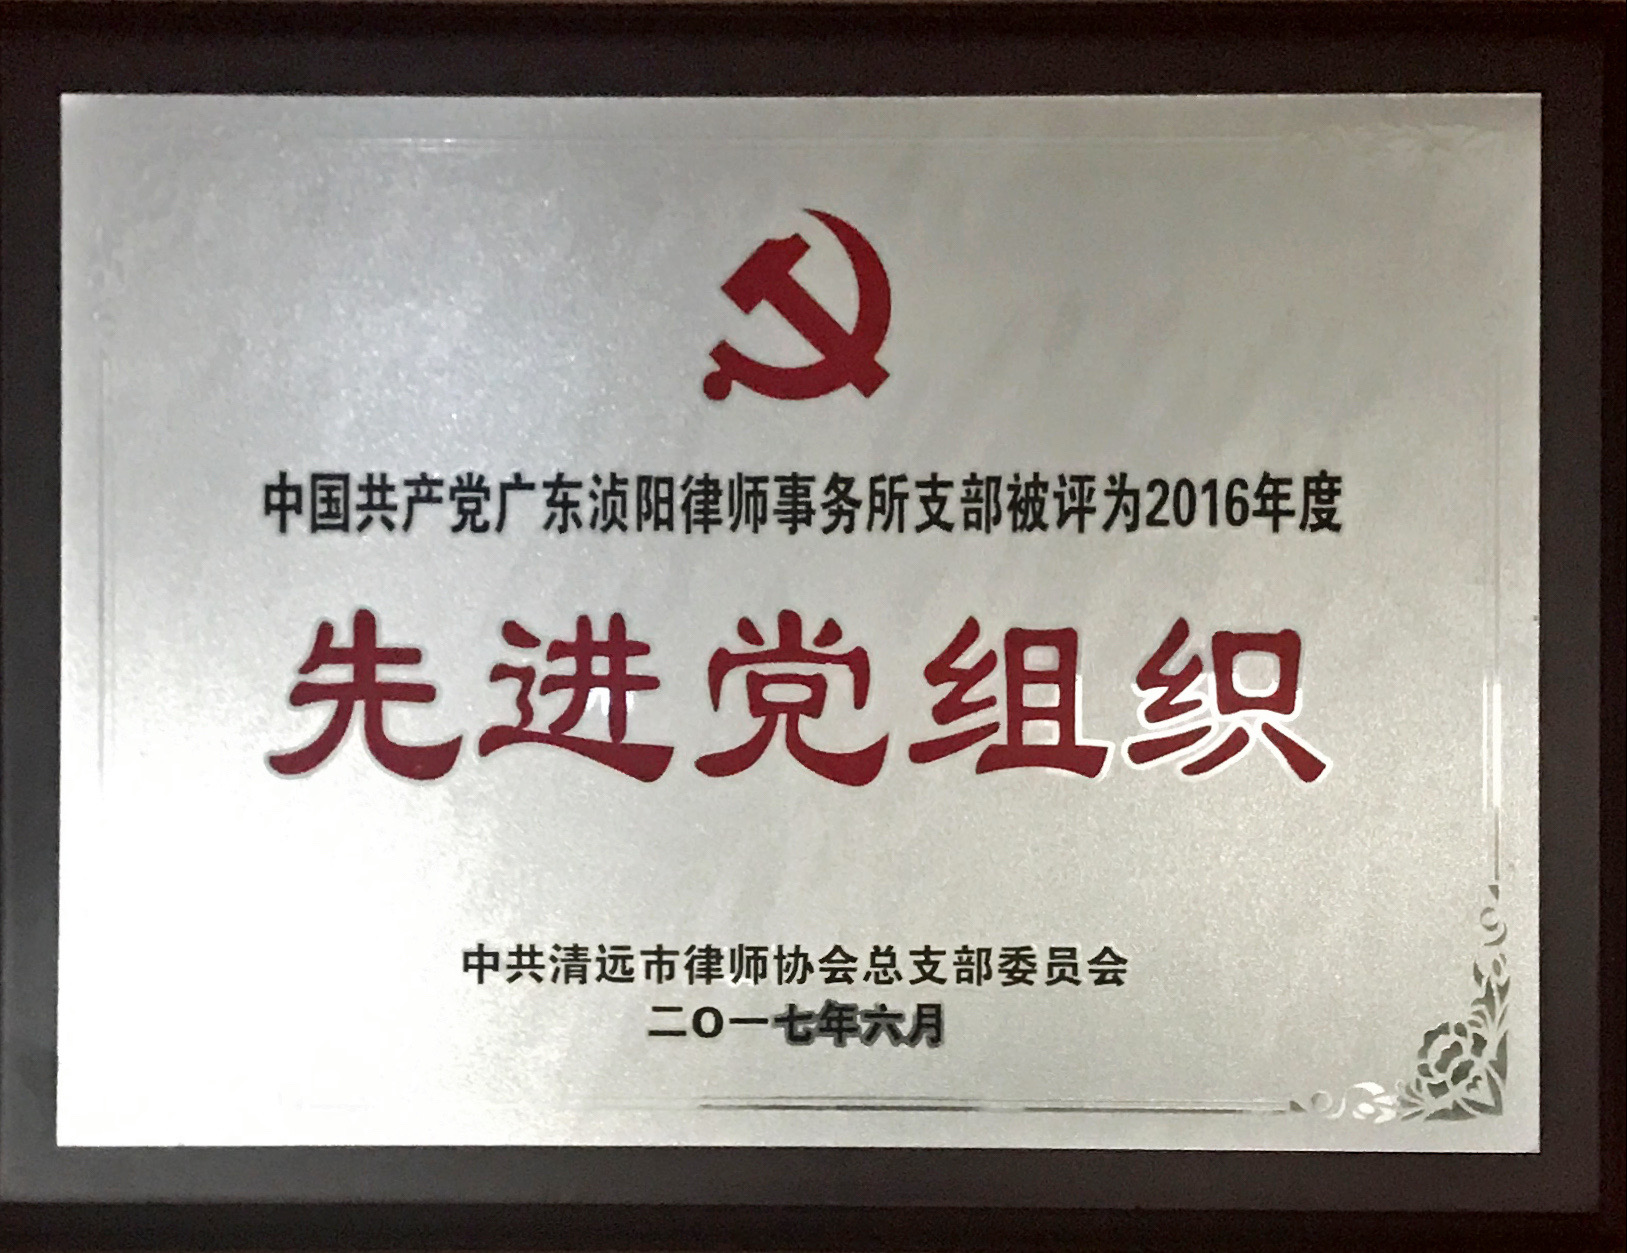 中国共产党广东浈阳律师事务所支部被评为2016年度
先进党组织
中共清远市律师协会总支部委员会
二O一七年六月